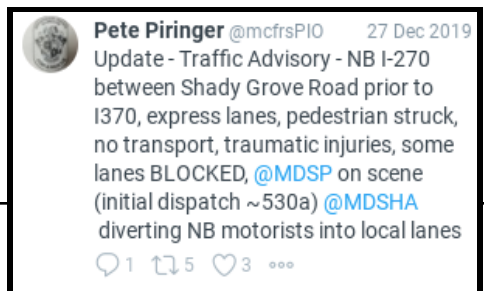 Pete Piringer @mcfrsPIO 27 Dec 2019
Update - Traffic Advisory - NB I-270
between Shady Grove Road prior to
I370, express lanes, pedestrian struck,
no transport, traumatic injuries, some
lanes BLOCKED, @MDSP on scene
(initial dispatch ~530a) @MDSHA
diverting NB motorists into local lanes
1 5 3